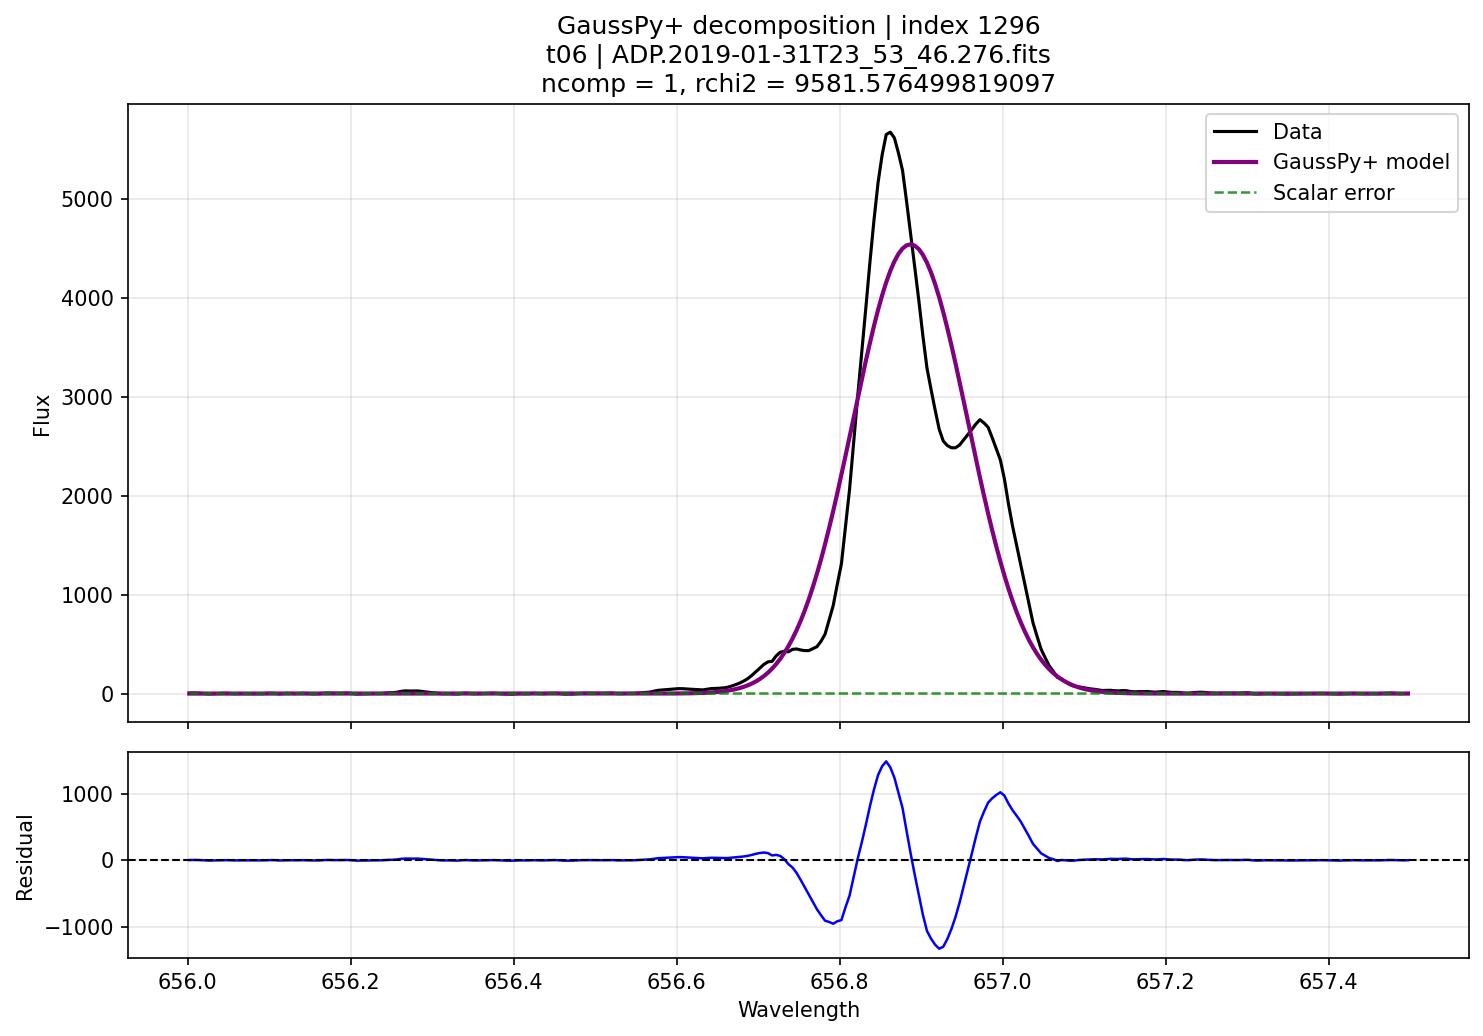 GaussPy+ decomposition | index 1296
t06 | ADP.2019-01-31T23_53_46.276.fits
ncomp = 1, rchi2 = 9581.576499819097
Data
GaussPy+ model
Scalar error
Flux
5000
4000
3000
2000
1000
0
Residual
1000
0
−1000
656.0 656.2 656.4 656.6 656.8 657.0 657.2 657.4
Wavelength